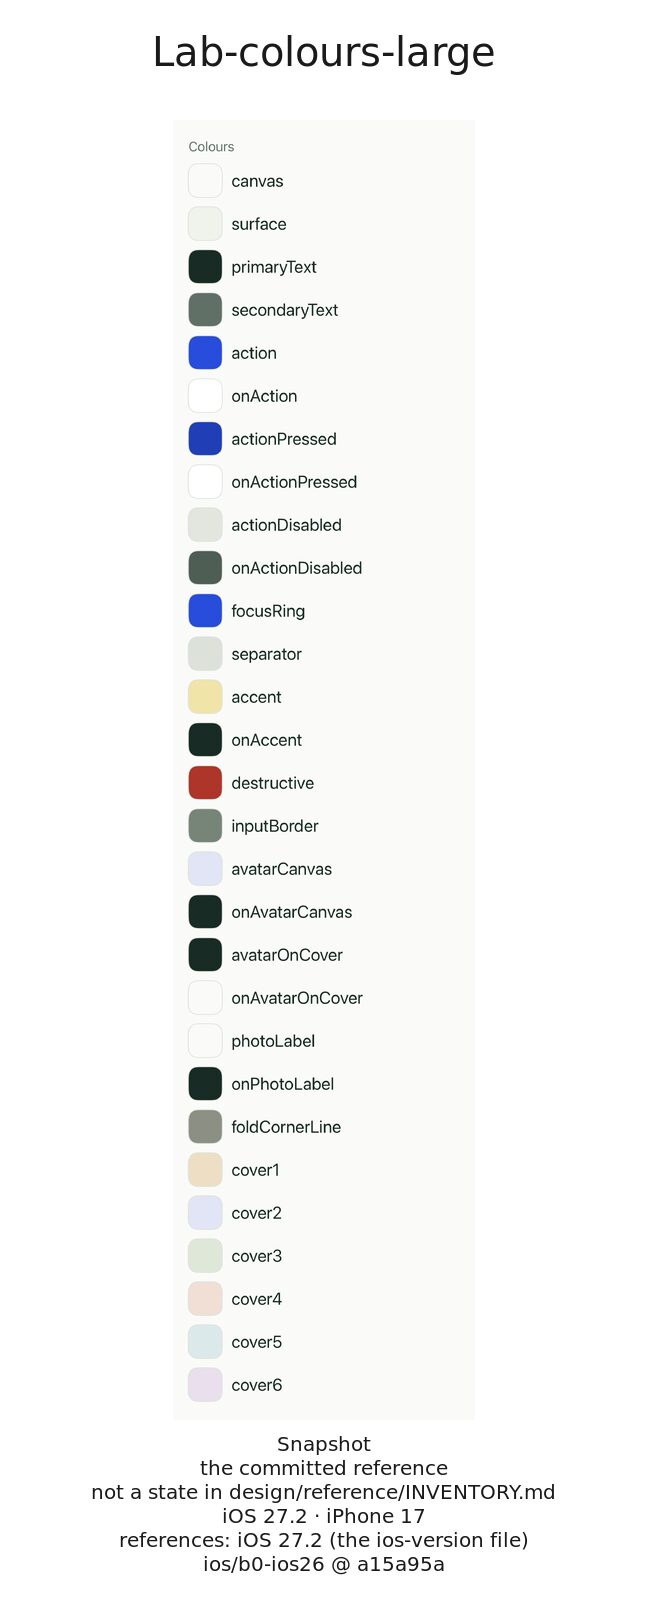 Lab-colours-large
Colours
canvas
surface
primaryText
secondaryText
action
onAction
actionPressed
onActionPressed
actionDisabled
onActionDisabled
focusRing
separator
accent
onAccent
destructive
inputBorder
avatarCanvas
onAvatarCanvas
avatarOnCover
onAvatarOnCover
photoLabel
onPhotoLabel
foldCornerLine
cover1
cover2
cover3
cover4
cover5
cover6
Snapshot
the committed reference
not a state in design/reference/INVENTORY.md
iOS 27.2 · iPhone 17
references: iOS 27.2 (the ios-version file)
ios/b0-ios26 @ a15a95a